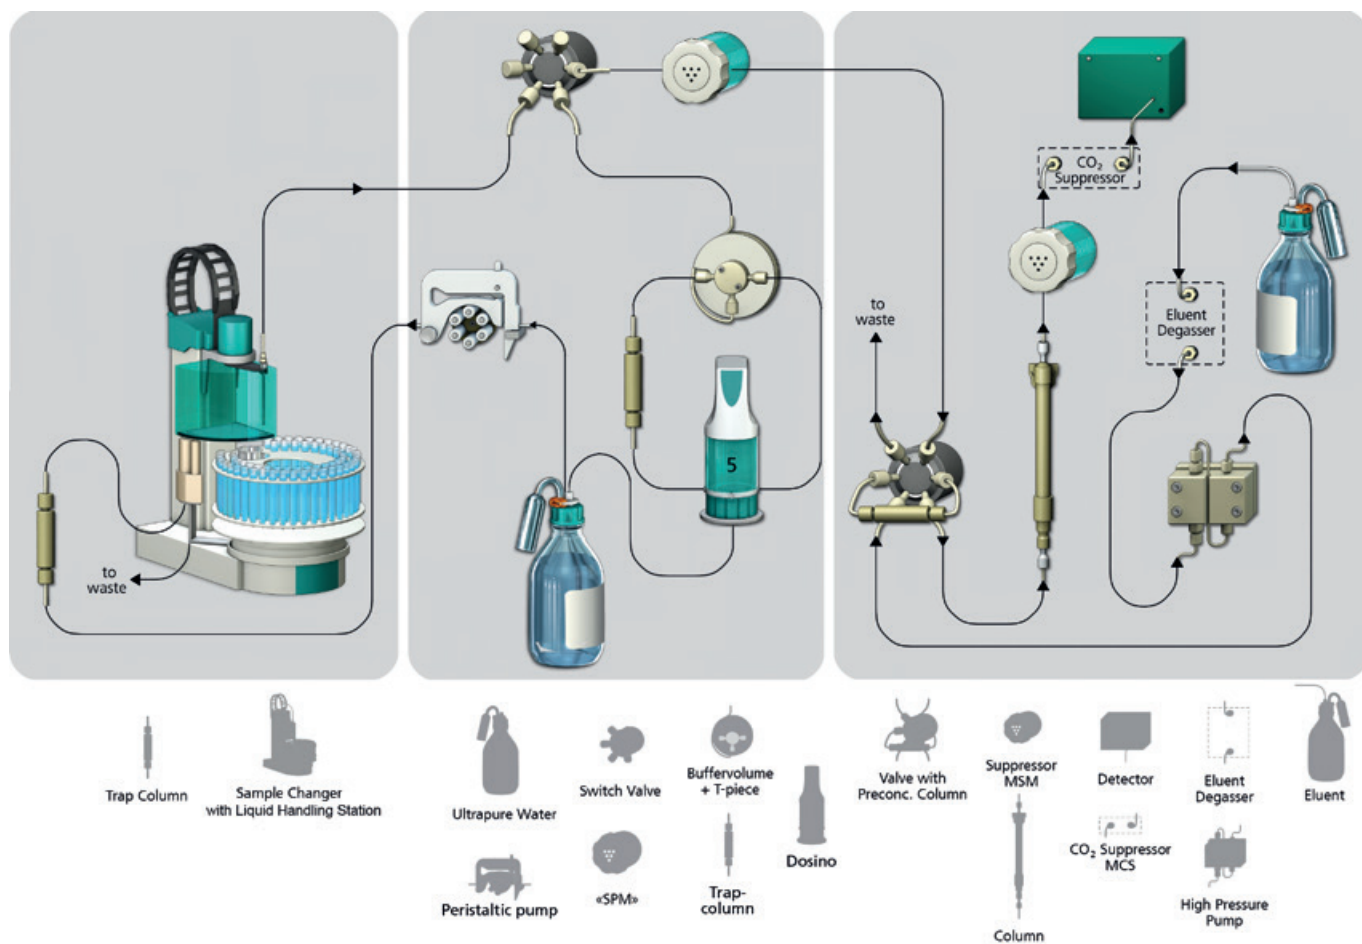 CO₂
Suppressor
Eluent
Degasser
to
waste
5
to
waste
Trap Column
Sample Changer
with Liquid Handling Station
Ultrapure Water
Peristaltic pump
Switch Valve
«SPM»
Buffervolume
+ T-piece
Trap-
column
Dosino
Valve with
Preconc. Column
Suppressor
MSM
Column
Detector
CO₂ Suppressor
MCS
Eluent
Degasser
High Pressure
Pump
Eluent